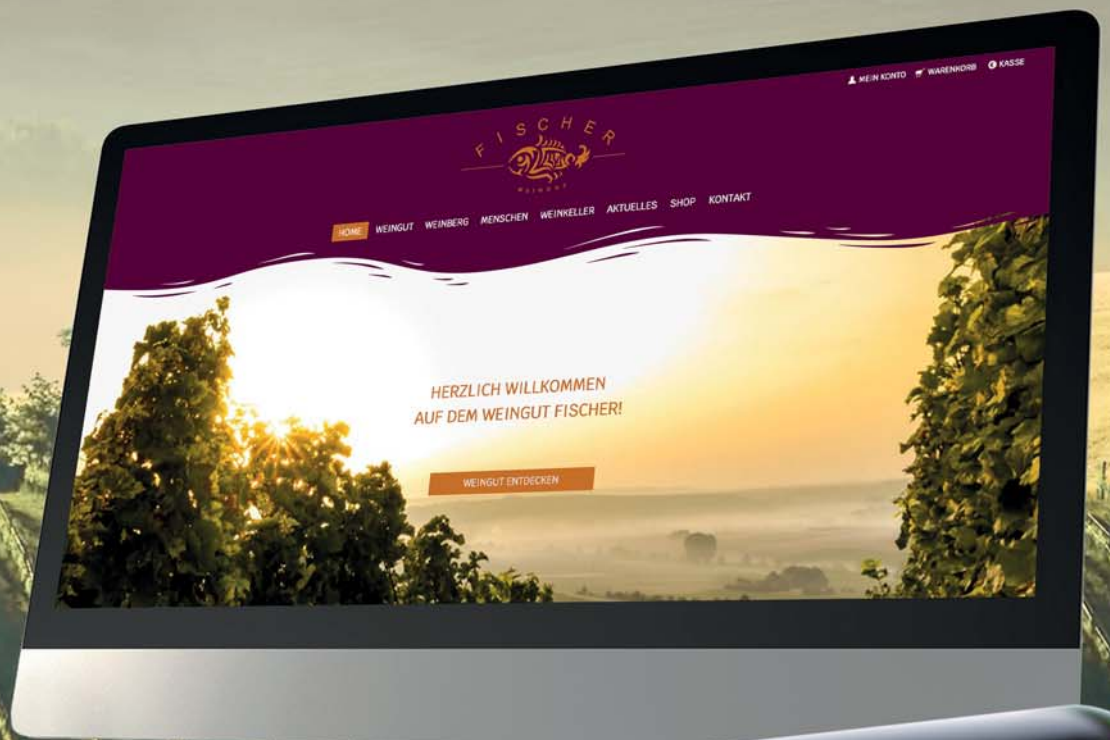 MEIN KONTO WARENKORB KASSE
FISCHER
WEINGUT
HOME WEINGUT WEINBERG MENSCHEN WEINKELLER AKTUELLES SHOP KONTAKT
HERZLICH WILLKOMMEN
AUF DEM WEINGUT FISCHER!
WEINGUT ENTDECKEN